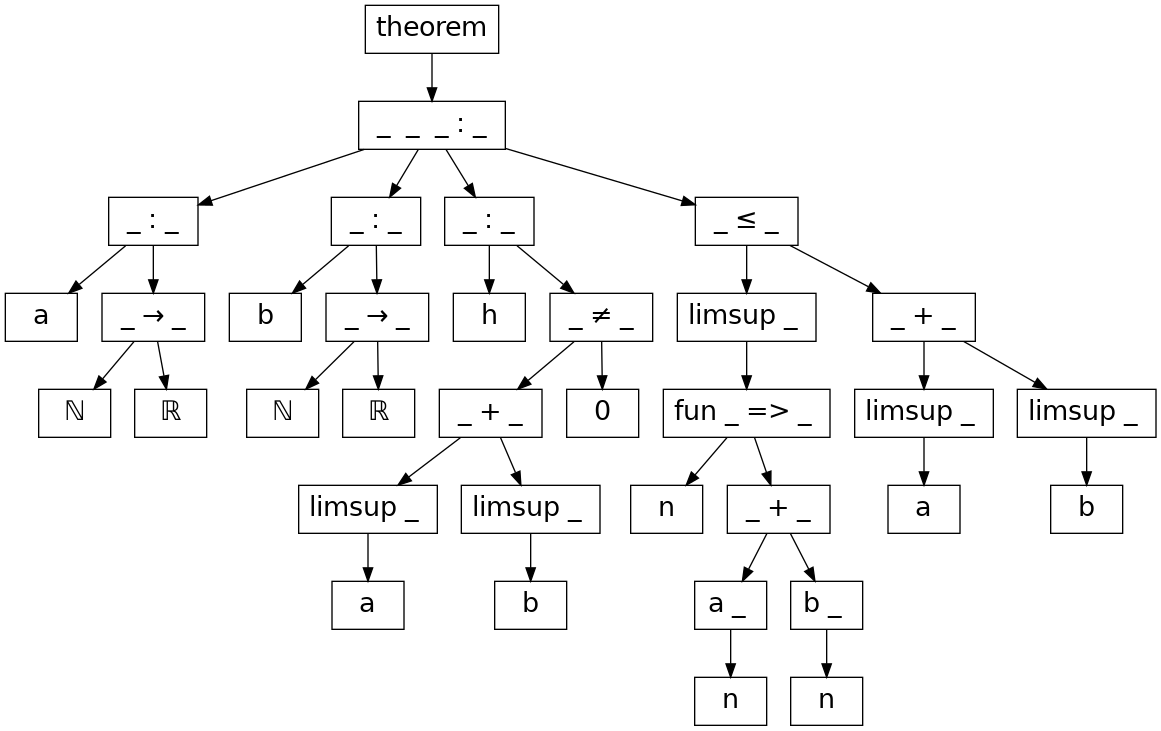 theorem
_ _ _ : _
_ : _ _ : _ _ : _ _ ≤ _
a _ → _ b _ → _ h _ ≠ _ limsup _ _ + _
ℕ ℝ ℕ ℝ _ + _ 0 fun _ => _ limsup _ limsup _
limsup _ limsup _ n _ + _ a b
a b a _ b _
n n